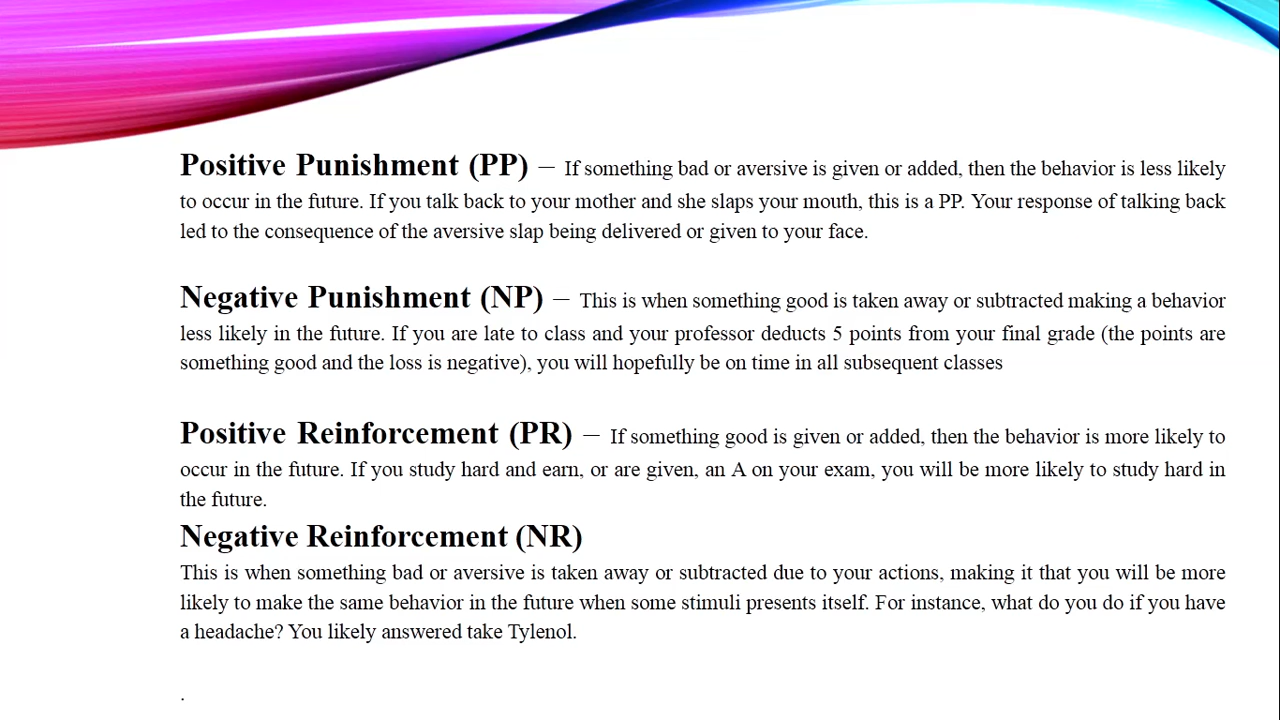 Positive Punishment (PP) — If something bad or aversive is given or added, then the behavior is less likely
to occur in the future. If you talk back to your mother and she slaps your mouth, this is a PP. Your response of talking back
led to the consequence of the aversive slap being delivered or given to your face.
Negative Punishment (NP) — This is when something good is taken away or subtracted making a behavior
less likely in the future. If you are late to class and your professor deducts 5 points from your final grade (the points are
something good and the loss is negative), you will hopefully be on time in all subsequent classes
Positive Reinforcement (PR) — If something good is given or added, then the behavior is more likely to
occur in the future. If you study hard and earn, or are given, an A on your exam, you will be more likely to study hard in
the future.
Negative Reinforcement (NR)
This is when something bad or aversive is taken away or subtracted due to your actions, making it that you will be more
likely to make the same behavior in the future when some stimuli presents itself. For instance, what do you do if you have
a headache? You likely answered take Tylenol.
.